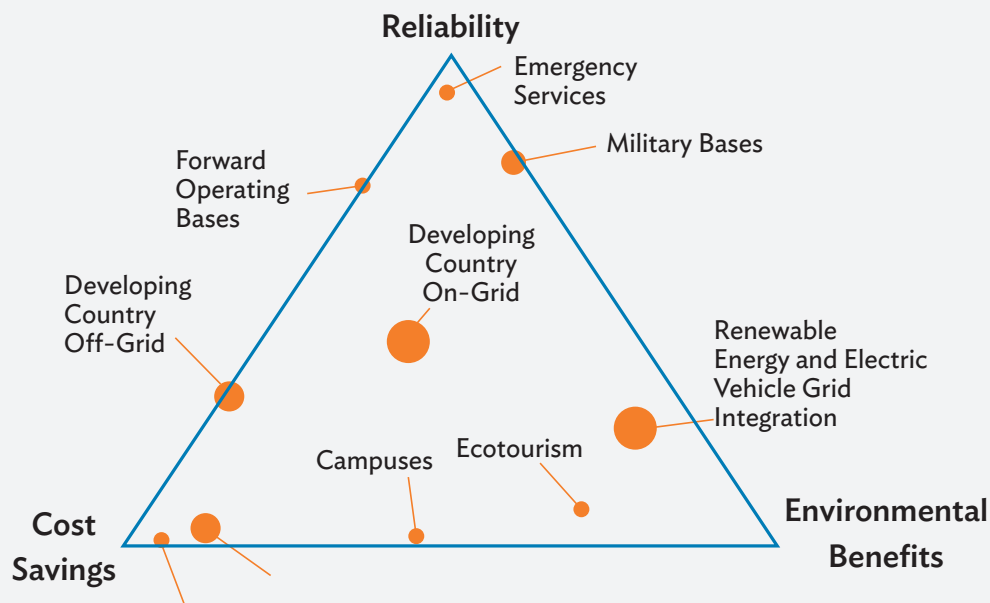 Reliability
Emergency
Services
Military Bases
Forward
Operating
Bases
Developing
Country
On-Grid
Developing
Country
Off-Grid
Renewable
Energy and Electric
Vehicle Grid
Integration
Campuses
Ecotourism
Cost
Savings
Environmental
Benefits